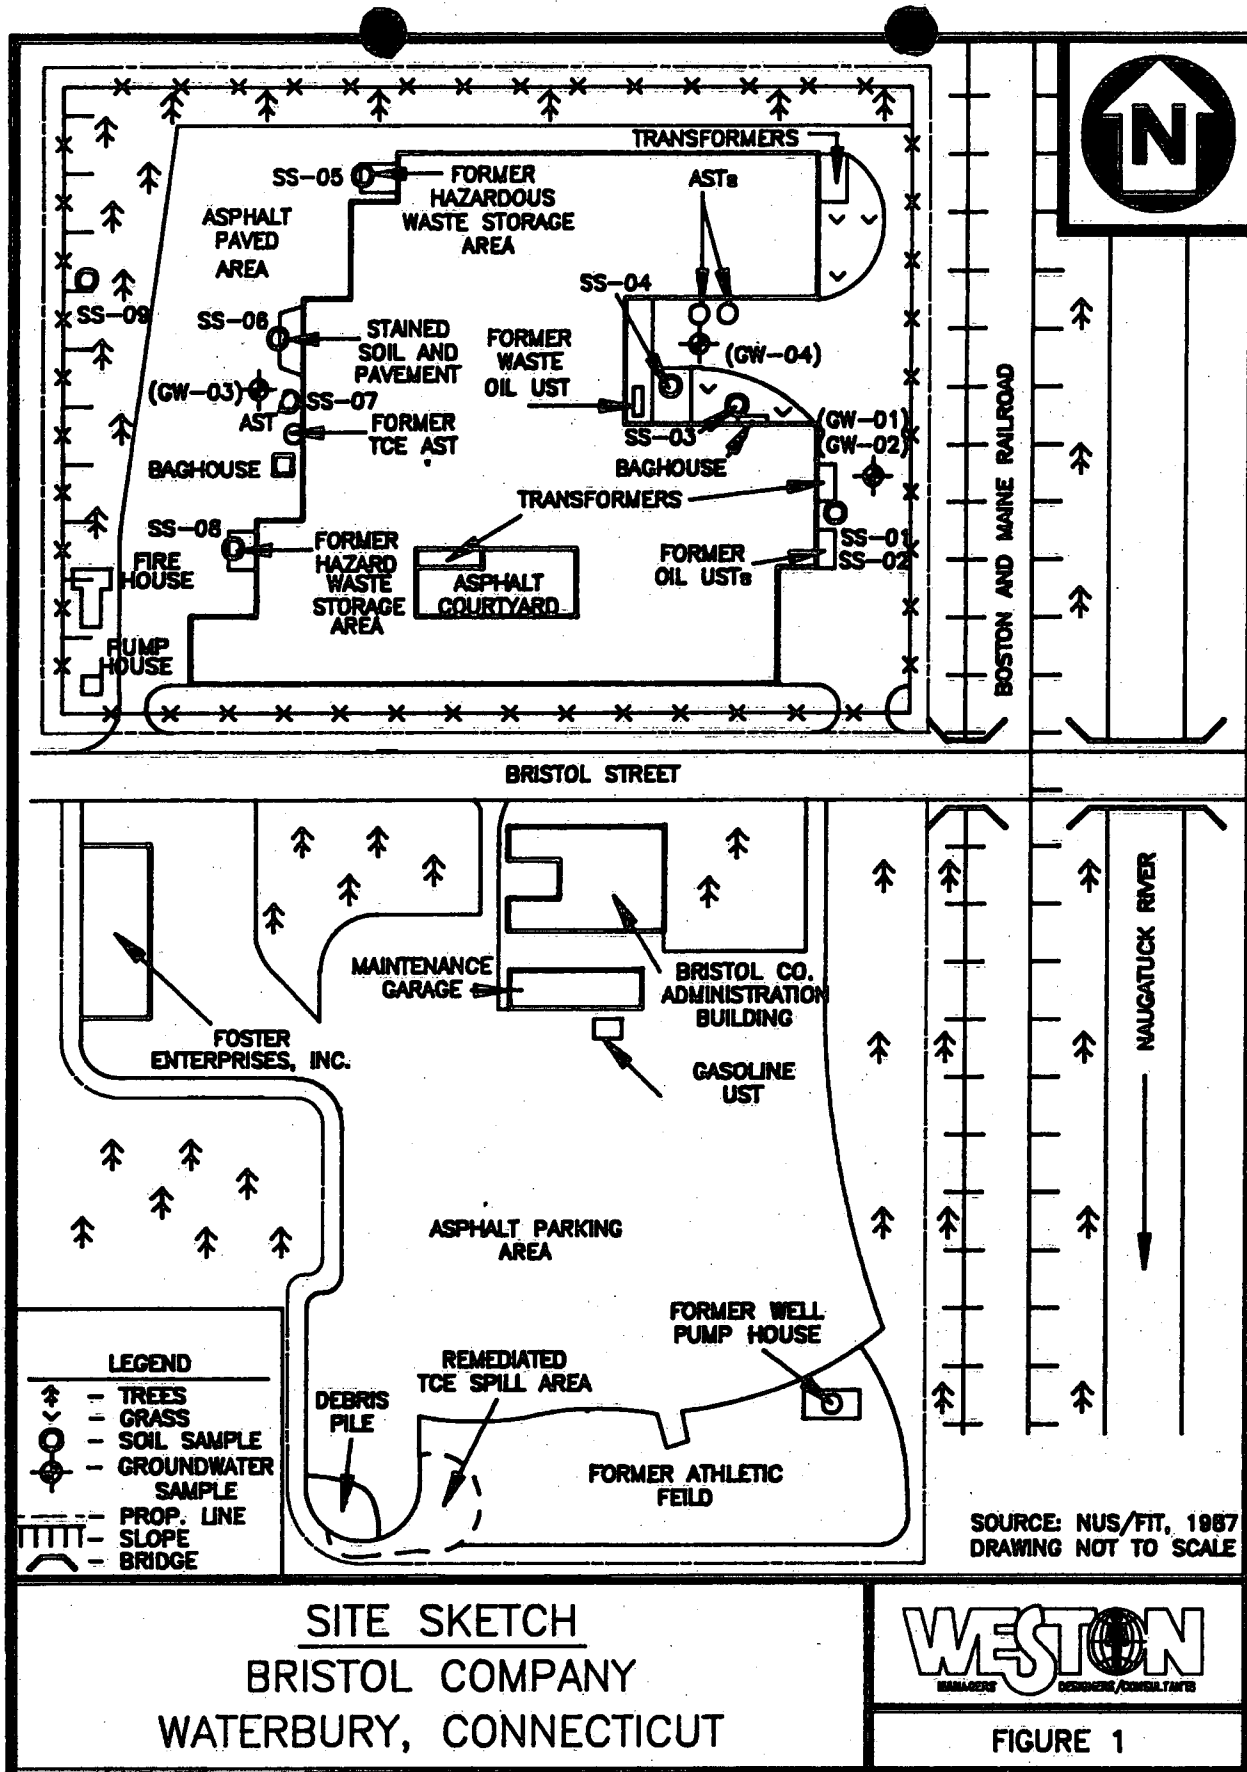 N
TRANSFORMERS
SS-05
FORMER
HAZARDOUS
WASTE STORAGE
AREA
ASTs
ASPHALT
PAVED
AREA
SS-04
SS-09
SS-06
STAINED
SOIL AND
PAVEMENT
FORMER
WASTE
OIL UST
(GW-04)
(GW-03)
SS-07
AST
FORMER
TCE AST
SS-03
BAGHOUSE
(GW-01)
(GW-02)
BAGHOUSE
TRANSFORMERS
SS-08
FORMER
HAZARD
WASTE
STORAGE
AREA
ASPHALT
COURTYARD
FORMER
OIL USTs
SS-01
SS-02
FIRE
HOUSE
PUMP
HOUSE
BOSTON AND MAINE RAILROAD
BRISTOL STREET
NAUGATUCK RIVER
MAINTENANCE
GARAGE
BRISTOL CO.
ADMINISTRATION
BUILDING
FOSTER
ENTERPRISES, INC.
GASOLINE
UST
ASPHALT PARKING
AREA
FORMER WELL
PUMP HOUSE
REMEDIATED
TCE SPILL AREA
DEBRIS
PILE
FORMER ATHLETIC
FEILD
LEGEND
- TREES
- GRASS
- SOIL SAMPLE
- GROUNDWATER
SAMPLE
- PROP. LINE
- SLOPE
- BRIDGE
SOURCE: NUS/FIT, 1987
DRAWING NOT TO SCALE
SITE SKETCH
BRISTOL COMPANY
WATERBURY, CONNECTICUT
WESTON
MANAGERS DESIGNERS/CONSULTANTS
FIGURE 1